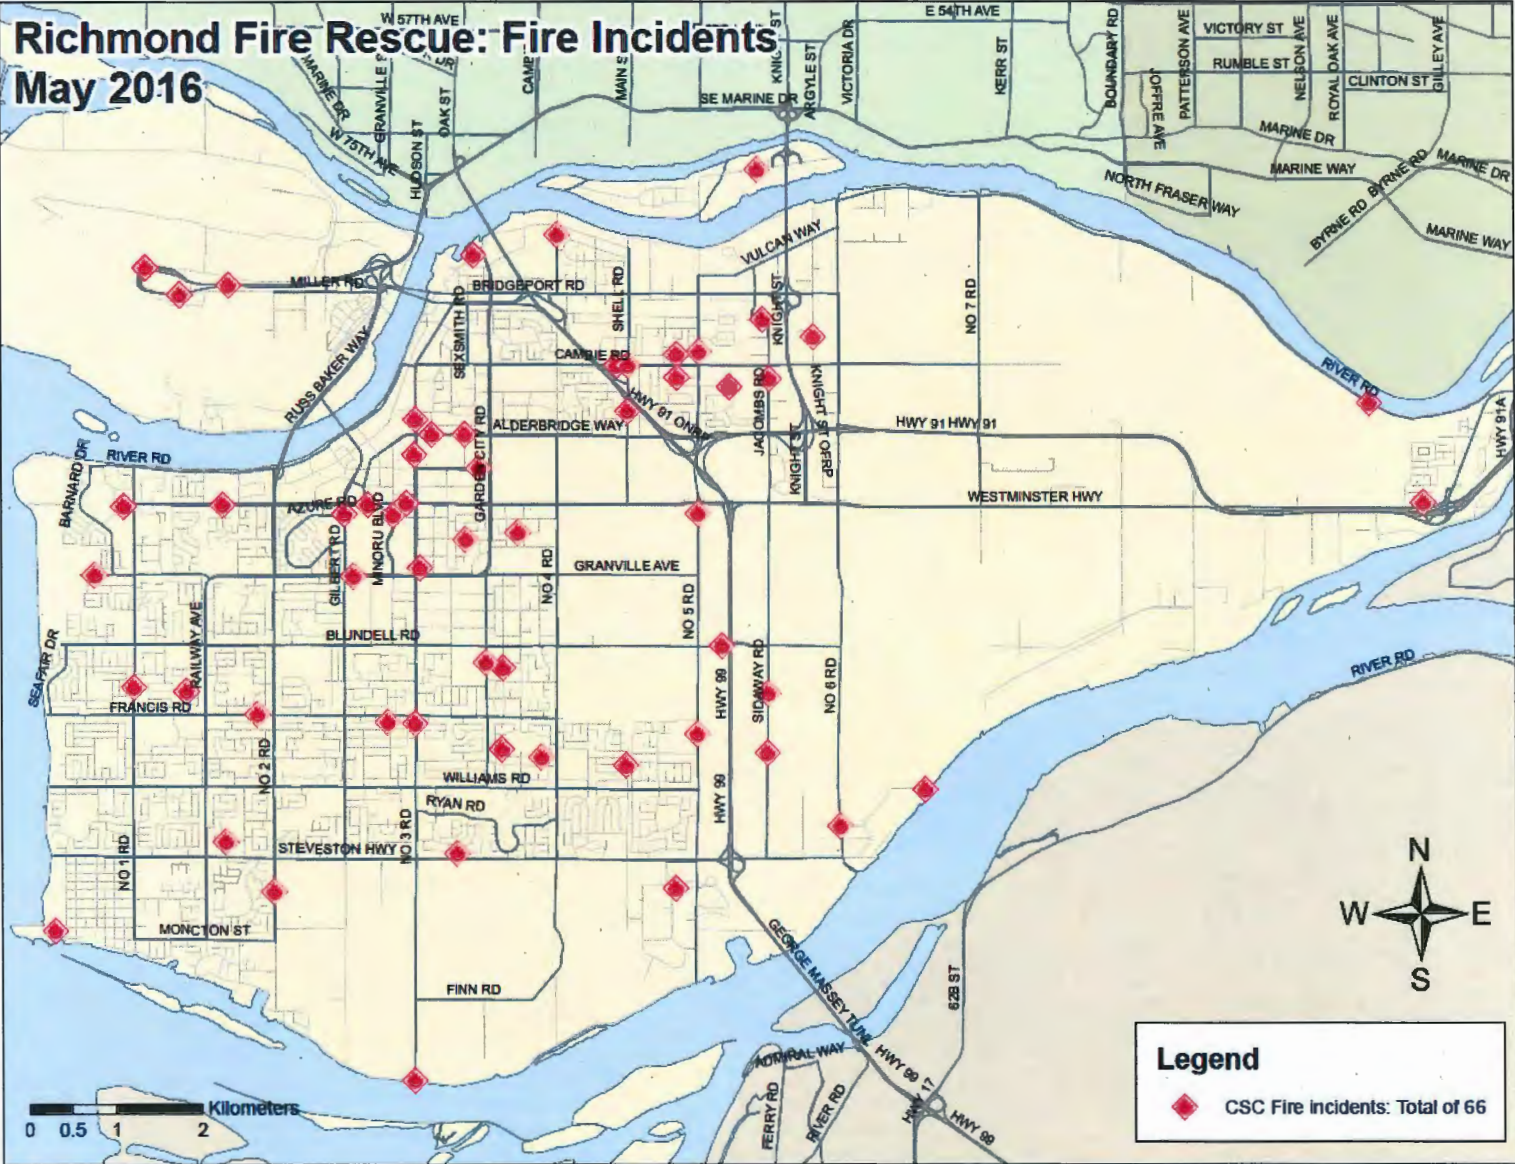 Richmond Fire Rescue: Fire Incidents
May 2016
W 57TH AVE
E 54TH AVE
VICTORY ST
RUMBLE ST
CLINTON ST
SE MARINE DR
MARINE DR
GRANVILLE S
OAK ST
MAIN S
ARGYLE ST
VICTORIA DR
KERR ST
BOUNDARY RD
JOFFRE AVE
PATTERSON AVE
NELSON AVE
ROYAL OAK AVE
GILLEY AVE
W 75TH AVE
HUDSON ST
MARINE DR
MARINE WAY
MARINE DR
NORTH FRASER WAY
BYRNE RD
BYRNE RD
MARINE WAY
VULCAN WAY
MILLER RD
BRIDGEPORT RD
SEXSMITH RD
SHELL RD
KNIGHT ST
NO 7 RD
CAMBIE RD
RUSS BAKER WAY
RIVER RD
HWY 91 ONRP
KNIGHT ST OFRP
JACOMBS RD
KNIGHT ST
ALDERBRIDGE WAY
HWY 91 HWY 91
HWY 91A
BARNARD DR
RIVER RD
GARDEN CITY RD
AZURE RD
WESTMINSTER HWY
GILBERT RD
MINORU BLVD
NO 4 RD
GRANVILLE AVE
NO 5 RD
BLUNDELL RD
RAILWAY AVE
SEAFAIR DR
FRANCIS RD
HWY 99
SIDAWAY RD
NO 6 RD
RIVER RD
NO 2 RD
WILLIAMS RD
HWY 99
RYAN RD
NO 3 RD
NO 1 RD
STEVESTON HWY
MONCTON ST
GEORGE MASSEY TUNL
FINN RD
62B ST
ADMIRAL WAY
HWY 99
HWY 17
HWY 99
FERRY RD
RIVER RD
N
W E
S
Legend
CSC Fire incidents: Total of 66
Kilometers
0 0.5 1 2